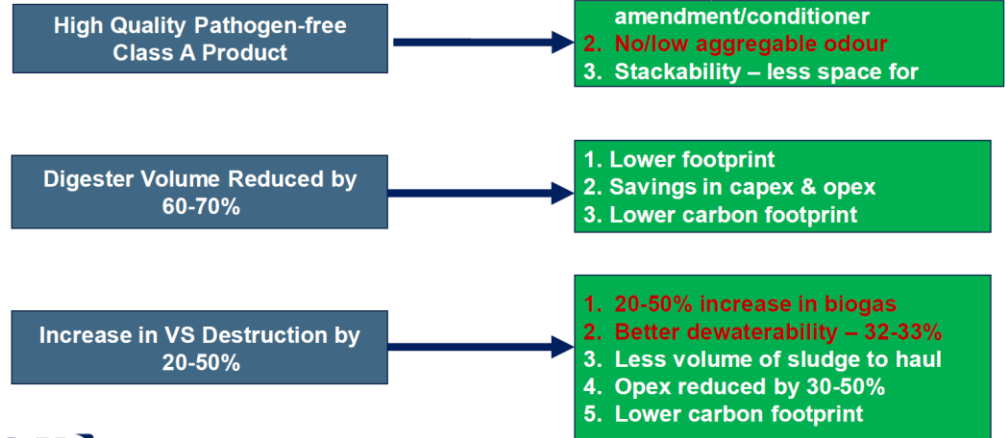 High Quality Pathogen-free
Class A Product
amendment/conditioner
2. No/low aggregable odour
3. Stackability – less space for
Digester Volume Reduced by
60-70%
1. Lower footprint
2. Savings in capex & opex
3. Lower carbon footprint
Increase in VS Destruction by
20-50%
1. 20-50% increase in biogas
2. Better dewaterability – 32-33%
3. Less volume of sludge to haul
4. Opex reduced by 30-50%
5. Lower carbon footprint